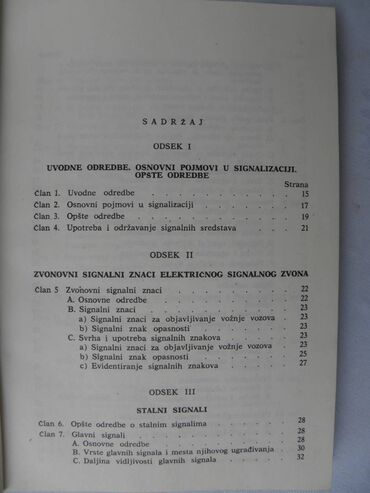 SADRŽAJ
ODSEK I
UVODNE ODREDBE. OSNOVNI POJMOVI U SIGNALIZACIJI.
OPSTE ODREDBE
Strana
Član 1. Uvodne odredbe . . . . . . . . . . 15
Član 2. Osnovni pojmovi u signalizaciji . . . . . . 17
Član 3. Opšte odredbe . . . . . . . . . . 19
Član 4. Upotreba i održavanje signalnih sredstava . . . . 21
ODSEK II
ZVONOVNI SIGNALNI ZNACI ELEKTRICNOG SIGNALNOG ZVONA
Član 5 Zvonovni signalni znaci . . . . . . . . 22
A. Osnovne odredbe . . . . . . . . . 22
B. Signalni znaci . . . . . . . . . . 23
a) Signalni znaci za objavljivanje vožnje vozova . . 23
b) Signalni znak opasnosti . . . . . . . 23
C. Svrha i upotreba signalnih znakova . . . . . 23
a) Signalni znaci za objavljivanje vožnje vozova . . 23
b) Signalni znak opasnosti . . . . . . . 25
c) Evidentiranje signalnih znakova . . . . . 27
ODSEK III
STALNI SIGNALI
Član 6. Opšte odredbe o stalnim signalima . . . . . 28
Član 7. Glavni signali . . . . . . . . . . 28
A. Osnovne odredbe . . . . . . . . . 28
B. Vrste glavnih signala i mesta njihovog ugrađivanja . . 30
C. Daljina vidljivosti glavnih signala . . . . . 32